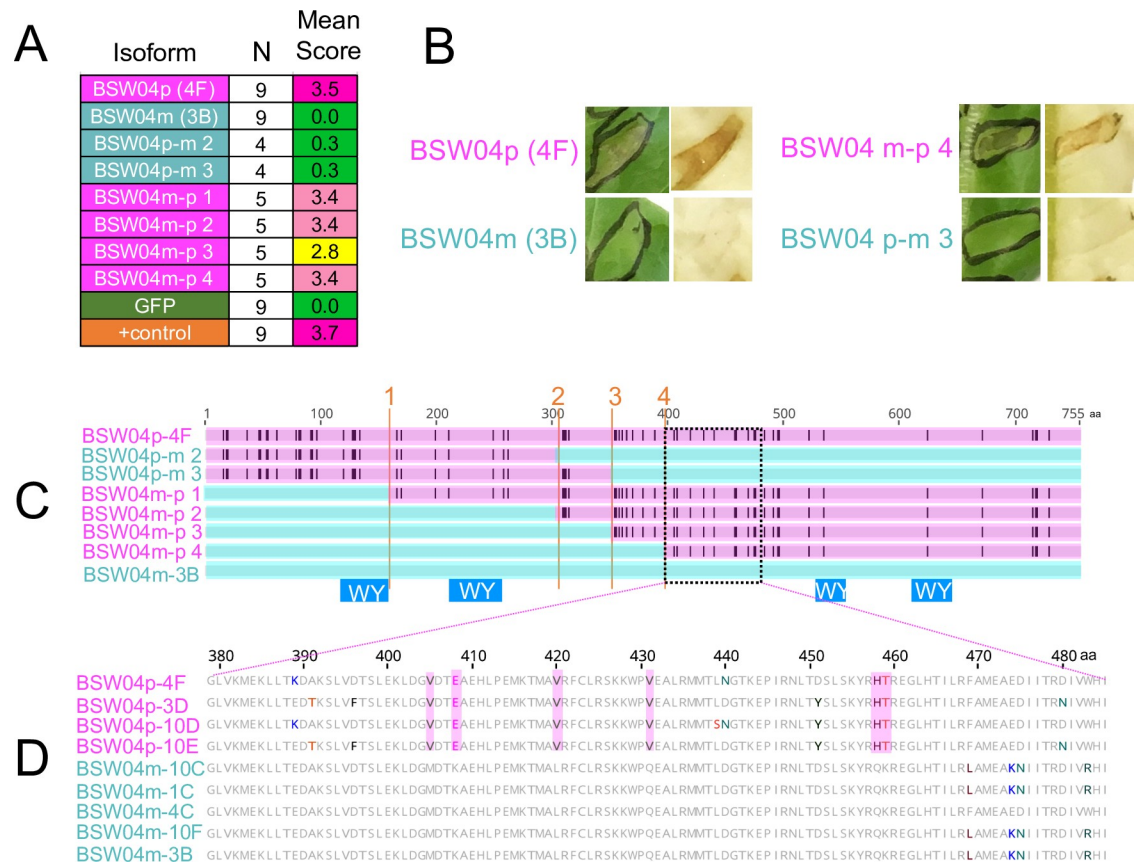 A
Isoform N Mean Score
BSW04p (4F) 9 3.5
BSW04m (3B) 9 0.0
BSW04p-m 2 4 0.3
BSW04p-m 3 4 0.3
BSW04m-p 1 5 3.4
BSW04m-p 2 5 3.4
BSW04m-p 3 5 2.8
BSW04m-p 4 5 3.4
GFP 9 0.0
+control 9 3.7
B
BSW04p (4F) BSW04 m-p 4
BSW04m (3B) BSW04 p-m 3
C
1 2 3 4
1 100 200 300 400 500 600 700 755 aa
BSW04p-4F
BSW04p-m 2
BSW04p-m 3
BSW04m-p 1
BSW04m-p 2
BSW04m-p 3
BSW04m-p 4
BSW04m-3B
WY WY WY WY
D
380 390 400 410 420 430 440 450 460 470 480 aa
BSW04p-4F GLVKMEKLLTKDAKSLVDTSLEKLDGVDTEAEHLPEMKTMAVRFCLRSKKWPVEALRMMTLNGTKEPIRNLTDSLSKYRHTREGLHTILRFAMEAEDIITRDIVWHI
BSW04p-3D GLVKMEKLLTEDTKSLVFTSLEKLDGVDTEAEHLPEMKTMAVRFCLRSKKWPVEALRMMTLDGTKEPIRNLTYSLSKYRHTREGLHTILRFAMEAEDIITRNIVWHI
BSW04p-10D GLVKMEKLLTKDAKSLVDTSLEKLDGVDTEAEHLPEMKTMAVRFCLRSKKWPVEALRMMTSNGTKEPIRNLTDSLSKYRHTREGLHTILRFAMEAEDIITRDIVWHI
BSW04p-10E GLVKMEKLLTEDTKSLVFTSLEKLDGVDTEAEHLPEMKTMAVRFCLRSKKWPVEALRMMTLDGTKEPIRNLTYSLSKYRHTREGLHTILRFAMEAEDIITRNIVWHI
BSW04m-10C GLVKMEKLLTEDAKSLVDTSLEKLDGMDTKAEHLPEMKTMALRFCLRSKKWPQEALRMMTLDGTKEPIRNLTDSLSKYRQKREGLHTILRLAMEAKNIITRDIVRHI
BSW04m-1C GLVKMEKLLTEDAKSLVDTSLEKLDGMDTKAEHLPEMKTMALRFCLRSKKWPQEALRMMTLDGTKEPIRNLTDSLSKYRQKREGLHTILRLAMEAKNIITRDIVRHI
BSW04m-4C GLVKMEKLLTEDAKSLVDTSLEKLDGMDTKAEHLPEMKTMALRFCLRSKKWPQEALRMMTLDGTKEPIRNLTDSLSKYRQKREGLHTILRFAMEAEDIITRDIVWHI
BSW04m-10F GLVKMEKLLTEDAKSLVDTSLEKLDGMDTKAEHLPEMKTMALRFCLRSKKWPQEALRMMTLDGTKEPIRNLTDSLSKYRQKREGLHTILRLAMEAKNIITRDIVRHI
BSW04m-3B GLVKMEKLLTEDAKSLVDTSLEKLDGMDTKAEHLPEMKTMALRFCLRSKKWPQEALRMMTLDGTKEPIRNLTDSLSKYRQKREGLHTILRLAMEAKNIITRDIVRHI